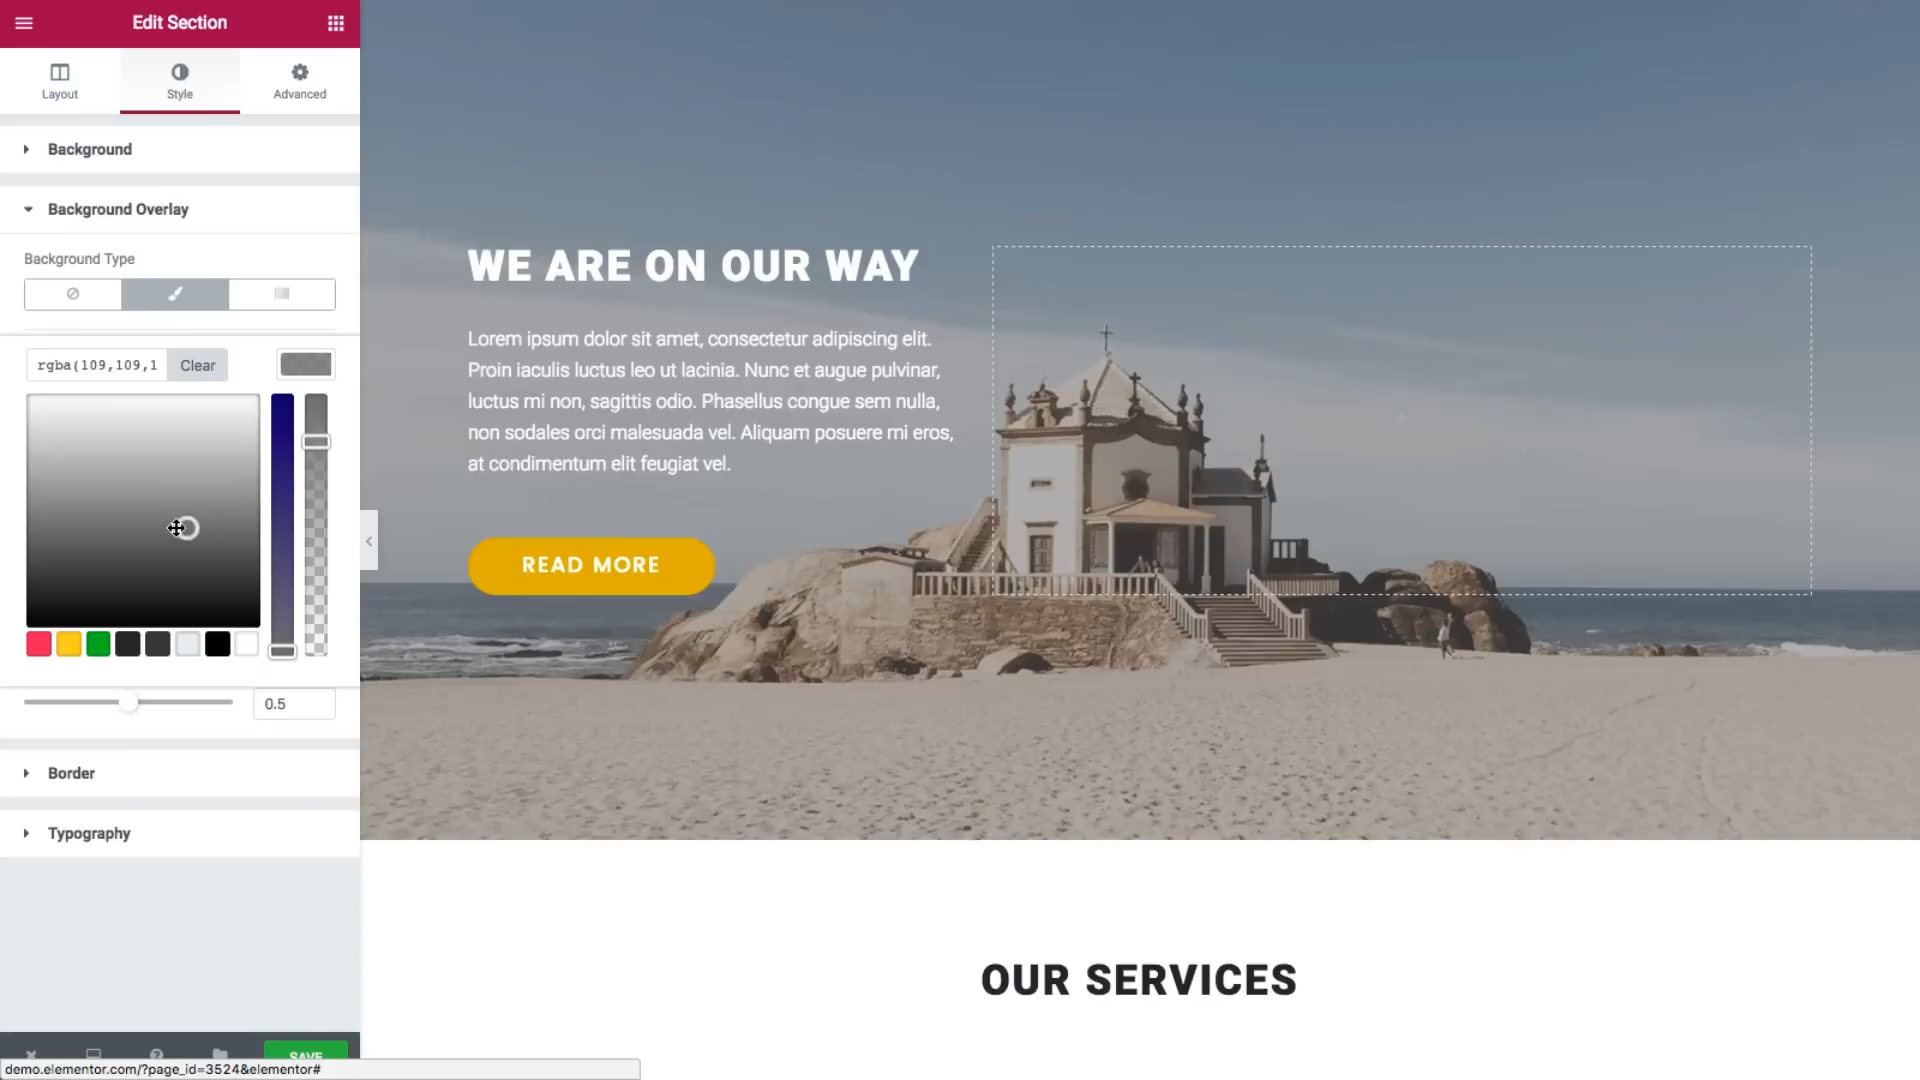 Edit Section
Layout
Style
Advanced
Background
Background Overlay
Background Type
rgba(109,109,1
Clear
0.5
Border
Typography
SAVE
demo.elementor.com/?page_id=3524&elementor#
WE ARE ON OUR WAY
Lorem ipsum dolor sit amet, consectetur adipiscing elit.
Proin iaculis luctus leo ut lacinia. Nunc et augue pulvinar,
luctus mi non, sagittis odio. Phasellus congue sem nulla,
non sodales orci malesuada vel. Aliquam posuere mi eros,
at condimentum elit feugiat vel.
READ MORE
OUR SERVICES